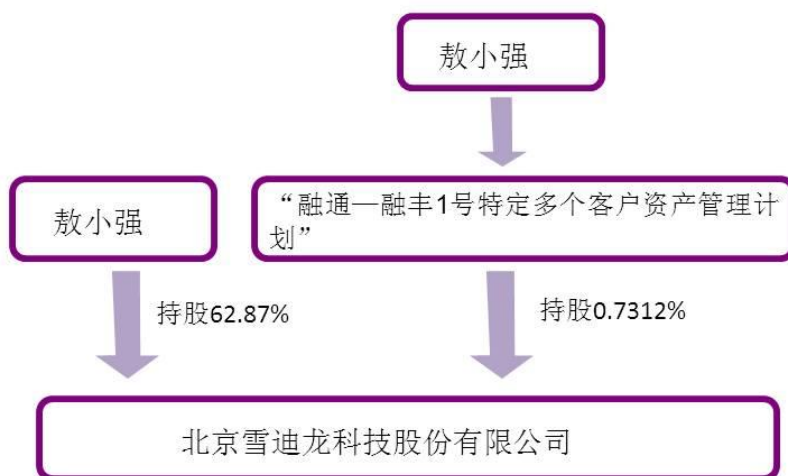 敖小强
敖小强
“融通—融丰1号特定多个客户资产管理计
划”
持股62.87%
持股0.7312%
北京雪迪龙科技股份有限公司